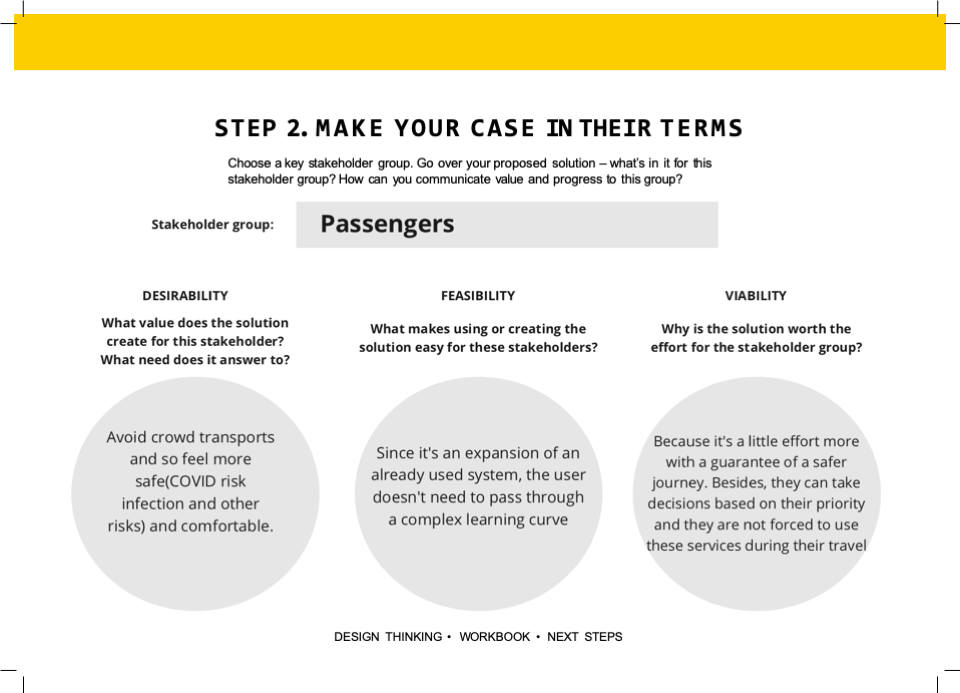 STEP 2. MAKE YOUR CASE IN THEIR TERMS
Choose a key stakeholder group. Go over your proposed solution – what's in it for this
stakeholder group? How can you communicate value and progress to this group?
Stakeholder group:
Passengers
DESIRABILITY
What value does the solution
create for this stakeholder?
What need does it answer to?
Avoid crowd transports
and so feel more
safe(COVID risk
infection and other
risks) and comfortable.
FEASIBILITY
What makes using or creating the
solution easy for these stakeholders?
Since it's an expansion of an
already used system, the user
doesn't need to pass through
a complex learning curve
VIABILITY
Why is the solution worth the
effort for the stakeholder group?
Because it's a little effort more
with a guarantee of a safer
journey. Besides, they can take
decisions based on their priority
and they are not forced to use
these services during their travel
DESIGN THINKING • WORKBOOK • NEXT STEPS